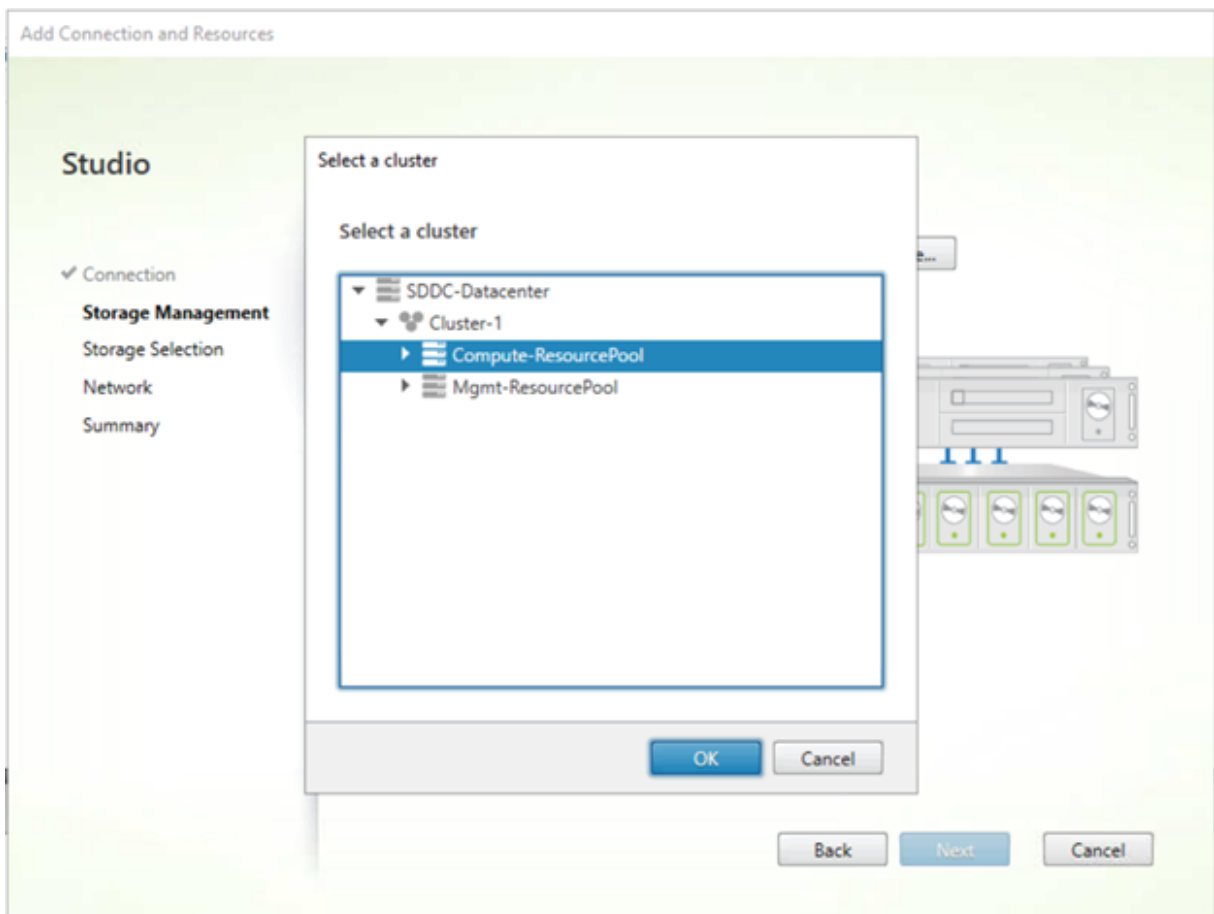 Add Connection and Resources
Studio
✔ Connection
Storage Management
Storage Selection
Network
Summary
Select a cluster
Select a cluster
SDDC-Datacenter
Cluster-1
Compute-ResourcePool
Mgmt-ResourcePool
OK Cancel
Back Next Cancel